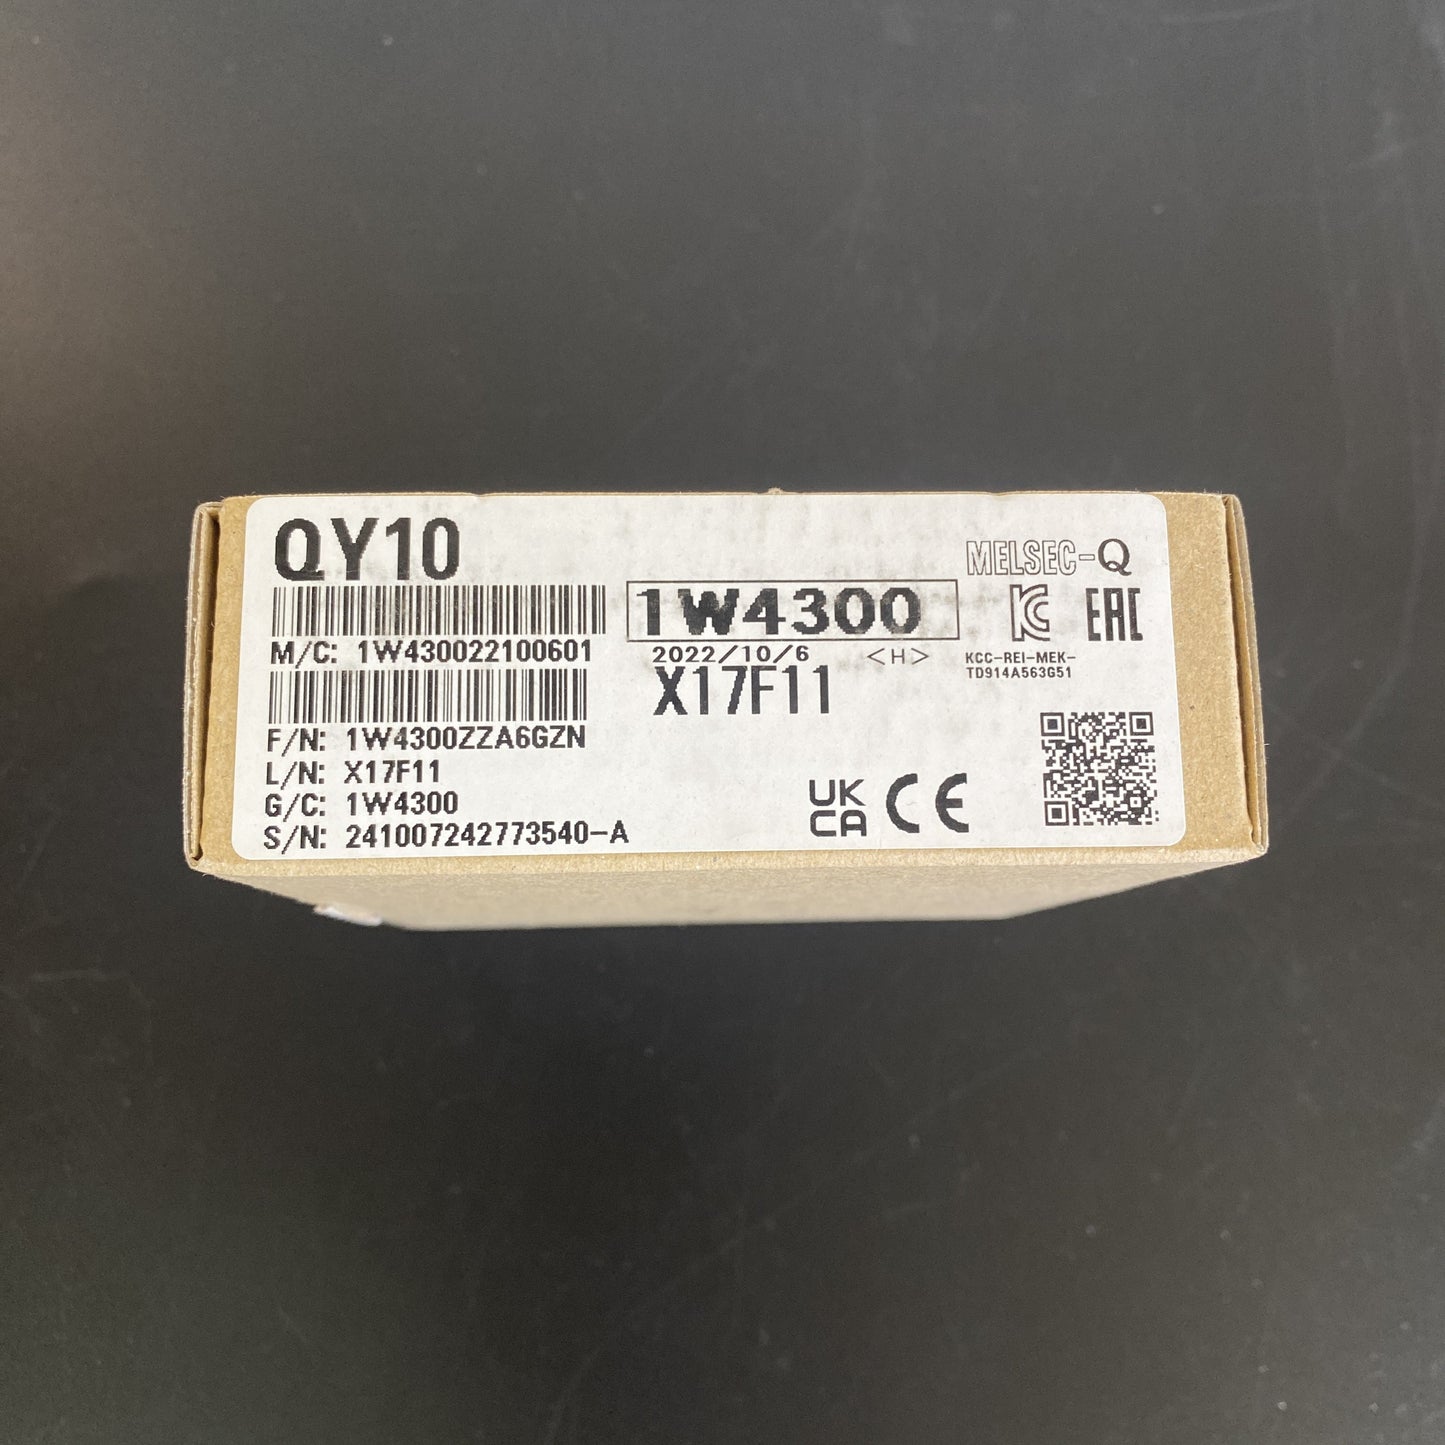 QY10
M/C: 1W430022100601
F/N: 1W4300ZZA6GZN
L/N: X17F11
G/C: 1W4300
S/N: 241007242773540-A
1W4300
2022/10/6 <H>
X17F11
MELSEC-Q
KC EAC
KCC-REI-MEK-
TD914A563G51
UK
CA CE